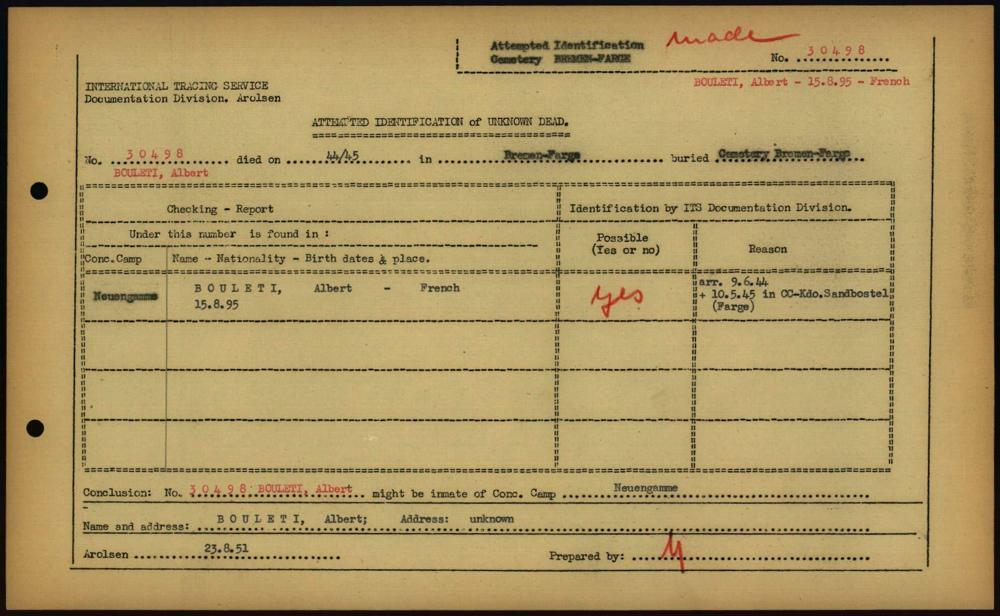 Attempted Identification made
Cemetery BREMEN-FARGE No. 30498
BOULETI, Albert - 15.8.95 - French
INTERNATIONAL TRACING SERVICE
Documentation Division. Arolsen
ATTEMPTED IDENTIFICATION of UNKNOWN DEAD.
No. 30498 died on 44/45 in Bremen-Farge buried Cemetery Bremen-Farge
BOULETI, Albert
Checking - Report
Identification by ITS Documentation Division.
Under this number is found in :
Possible
(Yes or no)
Reason
Conc.Camp
Name - Nationality - Birth dates & place.
Neuengamme
BOULETI, Albert - French
15.8.95
yes
arr. 9.6.44
+ 10.5.45 in CC-Kdo.Sandbostel
(Farge)
Conclusion: No. 30498 BOULETI, Albert might be inmate of Conc. Camp Neuengamme
Name and address: BOULETI, Albert; Address: unknown
Arolsen 23.8.51 Prepared by: